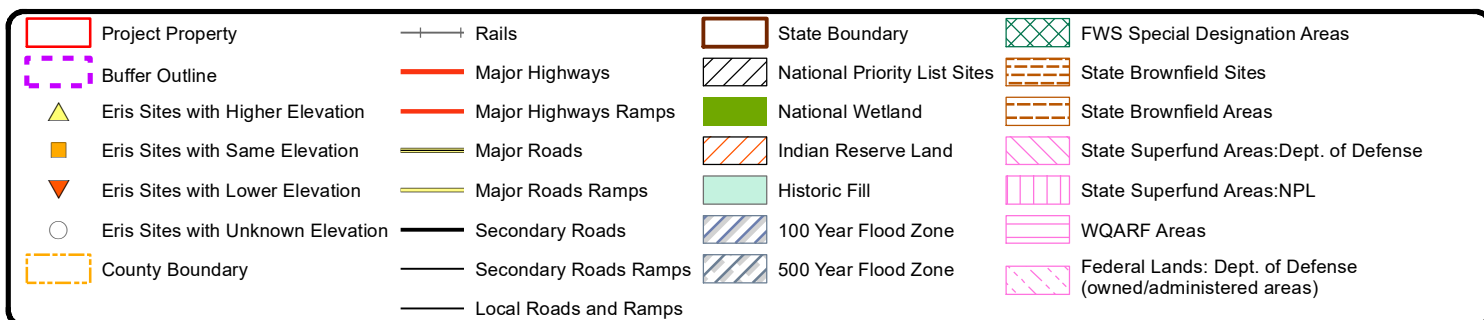 Project Property
Buffer Outline
Eris Sites with Higher Elevation
Eris Sites with Same Elevation
Eris Sites with Lower Elevation
Eris Sites with Unknown Elevation
County Boundary
Rails
Major Highways
Major Highways Ramps
Major Roads
Major Roads Ramps
Secondary Roads
Secondary Roads Ramps
Local Roads and Ramps
State Boundary
National Priority List Sites
National Wetland
Indian Reserve Land
Historic Fill
100 Year Flood Zone
500 Year Flood Zone
FWS Special Designation Areas
State Brownfield Sites
State Brownfield Areas
State Superfund Areas:Dept. of Defense
State Superfund Areas:NPL
WQARF Areas
Federal Lands: Dept. of Defense
(owned/administered areas)